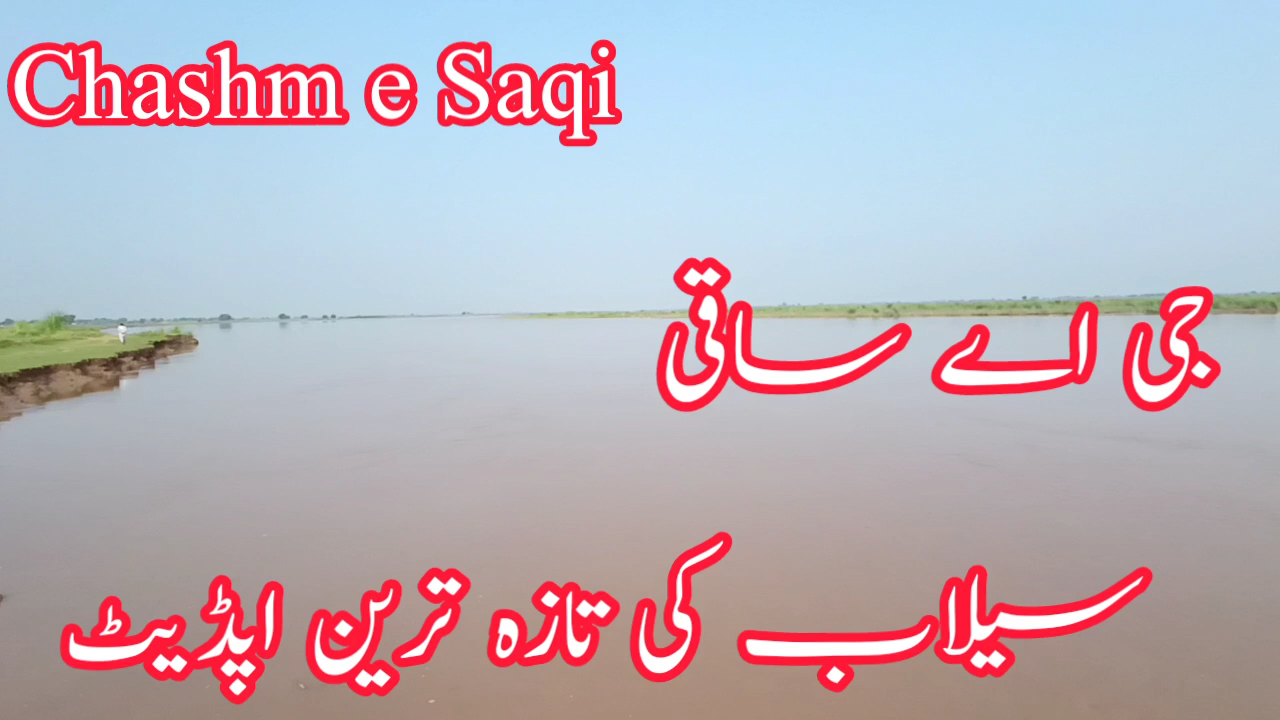 Chashm e Saqi
جی اے ساقی
سیلاب کی تازہ ترین اپڈیٹ